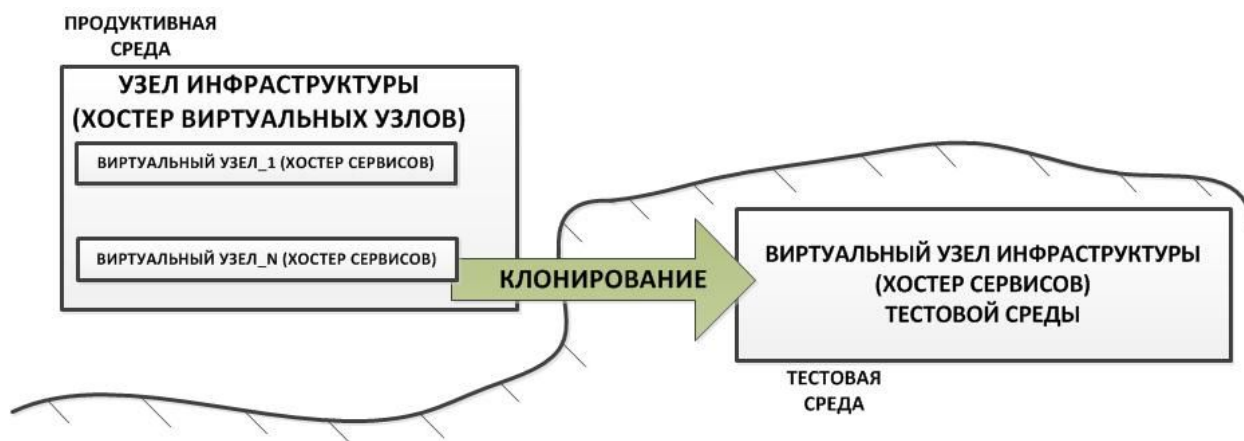 ПРОДУКТИВНАЯ
СРЕДА
УЗЕЛ ИНФРАСТРУКТУРЫ
(ХОСТЕР ВИРТУАЛЬНЫХ УЗЛОВ)
ВИРТУАЛЬНЫЙ УЗЕЛ_1 (ХОСТЕР СЕРВИСОВ)
ВИРТУАЛЬНЫЙ УЗЕЛ_N (ХОСТЕР СЕРВИСОВ)
КЛОНИРОВАНИЕ
ВИРТУАЛЬНЫЙ УЗЕЛ ИНФРАСТРУКТУРЫ
(ХОСТЕР СЕРВИСОВ)
ТЕСТОВОЙ СРЕДЫ
ТЕСТОВАЯ
СРЕДА